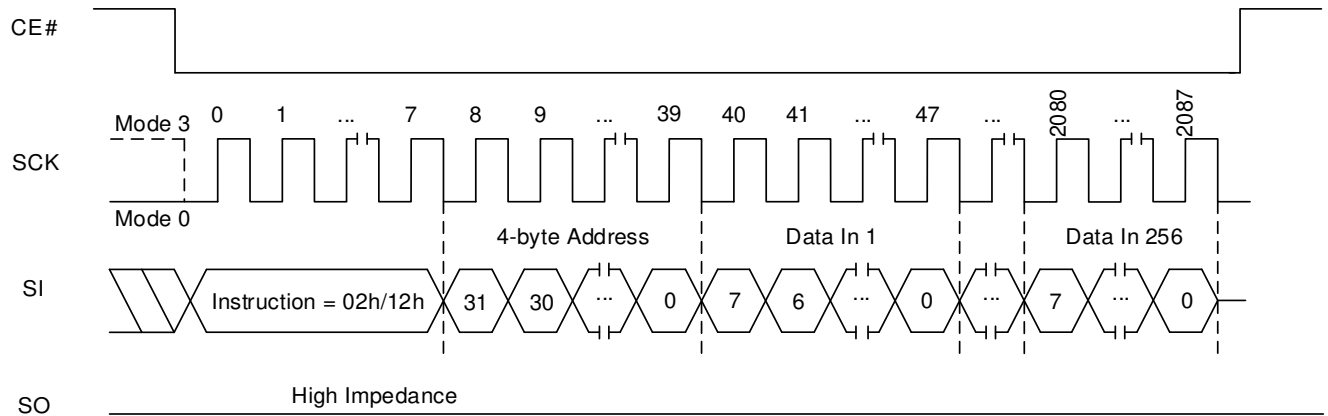 CE#
0 1 ... 7 8 9 ... 39 40 41 ... 47 ... 2080 ... 2087
Mode 3
SCK
Mode 0
4-byte Address Data In 1 Data In 256
SI Instruction = 02h/12h 31 30 ... 0 7 6 ... 0 ... 7 ... 0
High Impedance
SO